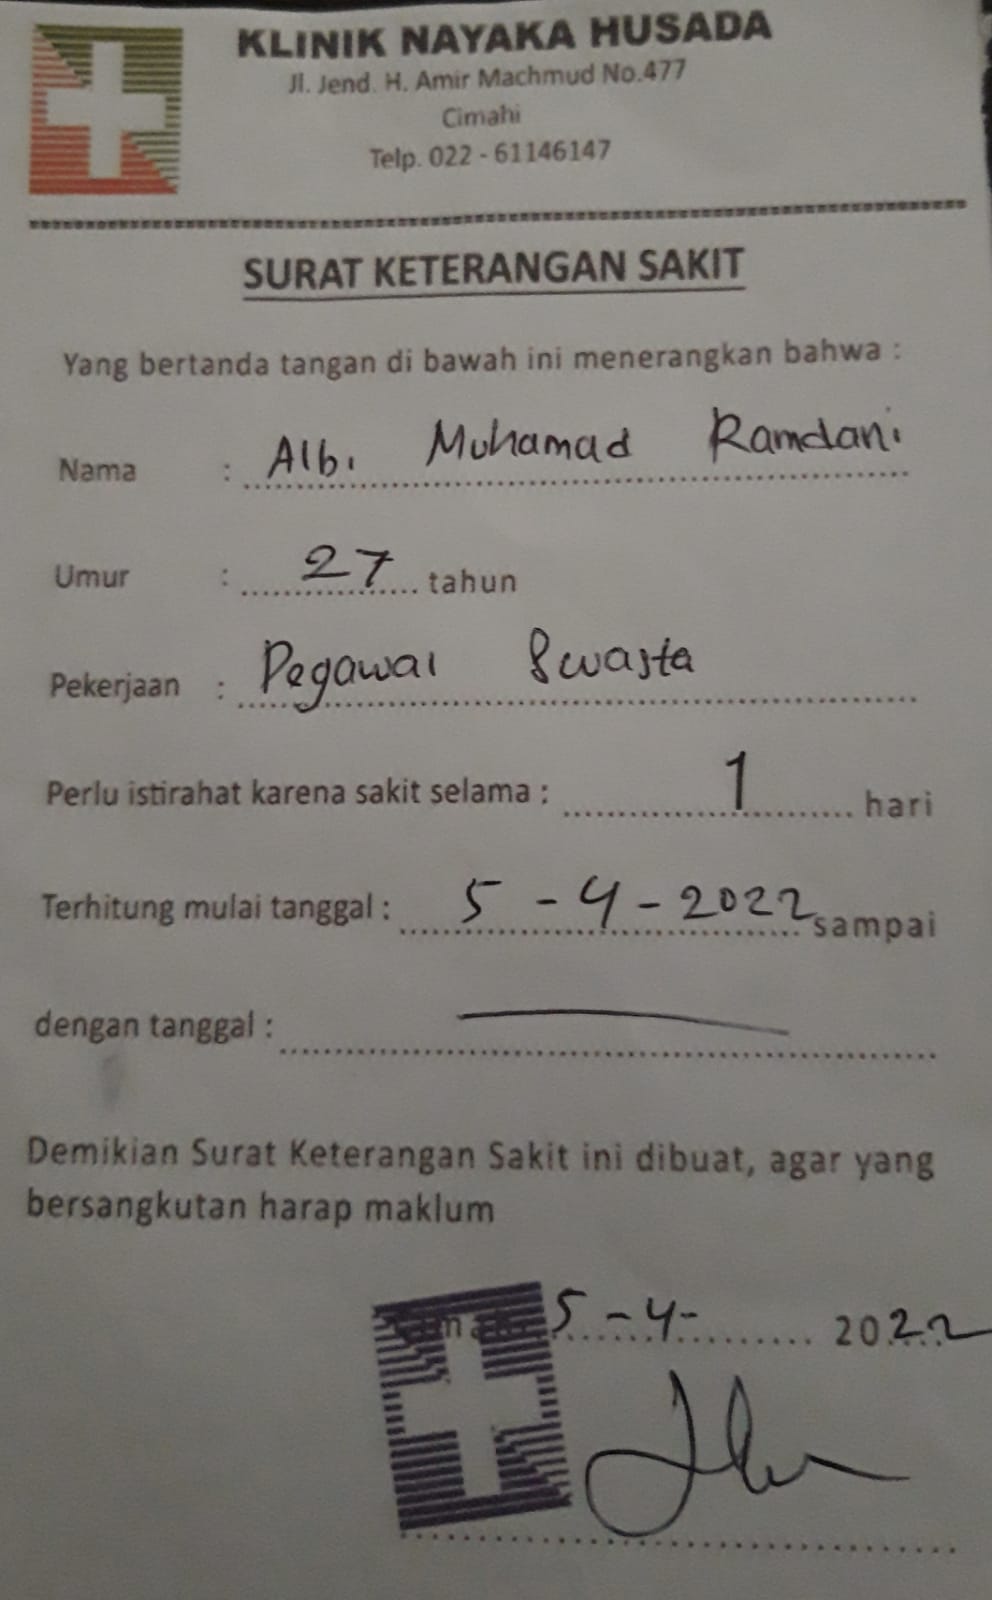 KLINIK NAYAKA HUSADA
Jl. Jend. H. Amir Machmud No.477
Cimahi
Telp. 022 - 61146147
SURAT KETERANGAN SAKIT
Yang bertanda tangan di bawah ini menerangkan bahwa :
Nama : Albi Muhamad Ramdani
Umur : 27 tahun
Pekerjaan : Pegawai Swasta
Perlu istirahat karena sakit selama : 1 hari
Terhitung mulai tanggal : 5 - 4 - 2022 sampai
dengan tanggal :
Demikian Surat Keterangan Sakit ini dibuat, agar yang
bersangkutan harap maklum
5 - 4 - 2022